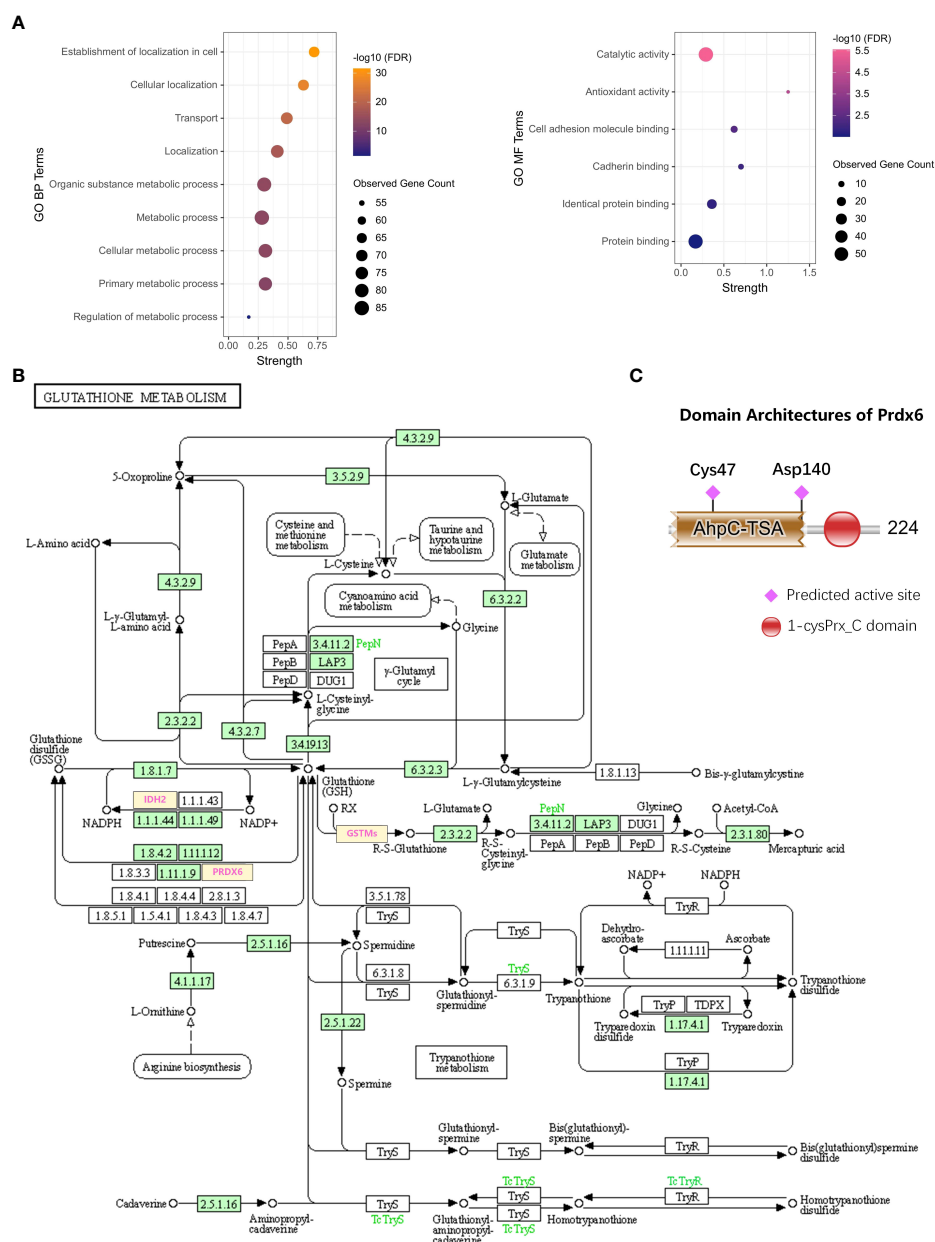 A
GO BP Terms
Establishment of localization in cell
Cellular localization
Transport
Localization
Organic substance metabolic process
Metabolic process
Cellular metabolic process
Primary metabolic process
Regulation of metabolic process
0.00 0.25 0.50 0.75
Strength
-log10 (FDR)
30
20
10
Observed Gene Count
55
60
65
70
75
80
85
GO MF Terms
Catalytic activity
Antioxidant activity
Cell adhesion molecule binding
Cadherin binding
Identical protein binding
Protein binding
0.0 0.5 1.0 1.5
Strength
-log10 (FDR)
5.5
4.5
3.5
2.5
Observed Gene Count
10
20
30
40
50
B
GLUTATHIONE METABOLISM
4.3.2.9
5-Oxoproline
3.5.2.9
L-Glutamate
Cysteine and
methionine
metabolism
Taurine and
hypotaurine
metabolism
Glutamate
metabolism
L-Amino acid
L-Cysteine
4.3.2.9
Cyanoamino acid
metabolism
6.3.2.2
L-γ-Glutamyl-
L-amino acid
Glycine
PepA 3.4.11.2 PepN
PepB LAP3
PepD DUG1
γ-Glutamyl
cycle
L-Cysteinyl-
glycine
2.3.2.2
4.3.2.7
3.4.19.13
Glutathione
disulfide
(GSSG)
1.8.1.7
6.3.2.3
Glutathione
(GSH)
L-γ-Glutamylcysteine
1.8.1.13
Bis-γ-glutamylcystine
IDH2 1.1.1.43
NADPH
1.1.1.44 1.1.1.49
NADP+
RX
GSTMs
R-S-Glutathione
L-Glutamate
2.3.2.2
R-S-
Cysteinyl-
glycine
PepN
3.4.11.2 LAP3 DUG1
PepA PepB PepD
Glycine
R-S-Cysteine
Acetyl-CoA
2.3.1.80
Mercapturic acid
1.8.4.2 1.11.1.12
1.8.3.3 1.11.1.9 PRDX6
1.8.4.1 1.8.4.4 2.8.1.3
1.8.5.1 1.5.4.1 1.8.4.3 1.8.4.7
3.5.1.78
TryS
NADP+
NADPH
TryR
Putrescine
2.5.1.16
Spermidine
TryS
Dehydro-
ascorbate
1.11.1.11
Ascorbate
4.1.1.17
6.3.1.8
TryS
Glutathionyl-
spermidine
TryS
6.3.1.9
Trypanothione
Trypanothione
disulfide
L-Ornithine
2.5.1.22
TryP TDPX
1.17.4.1
Tryparedoxin
disulfide
Tryparedoxin
Arginine biosynthesis
Trypanothione
metabolism
TryP
1.17.4.1
Spermine
Glutathionyl-
spermine
Bis(glutathionyl)-
spermine
TryS
TryS
TryR
Bis(glutathionyl)spermine
disulfide
Cadaverine
2.5.1.16
Aminopropyl-
cadaverine
TryS
TcTryS
Glutathionyl-
aminopropyl-
cadaverine
TcTryS
TryS
TryS
TcTryS
Homotrypanothione
TcTryR
TryR
Homotrypanothione
disulfide
C
Domain Architectures of Prdx6
Cys47 Asp140
AhpC-TSA
224
Predicted active site
1-cysPrx_C domain